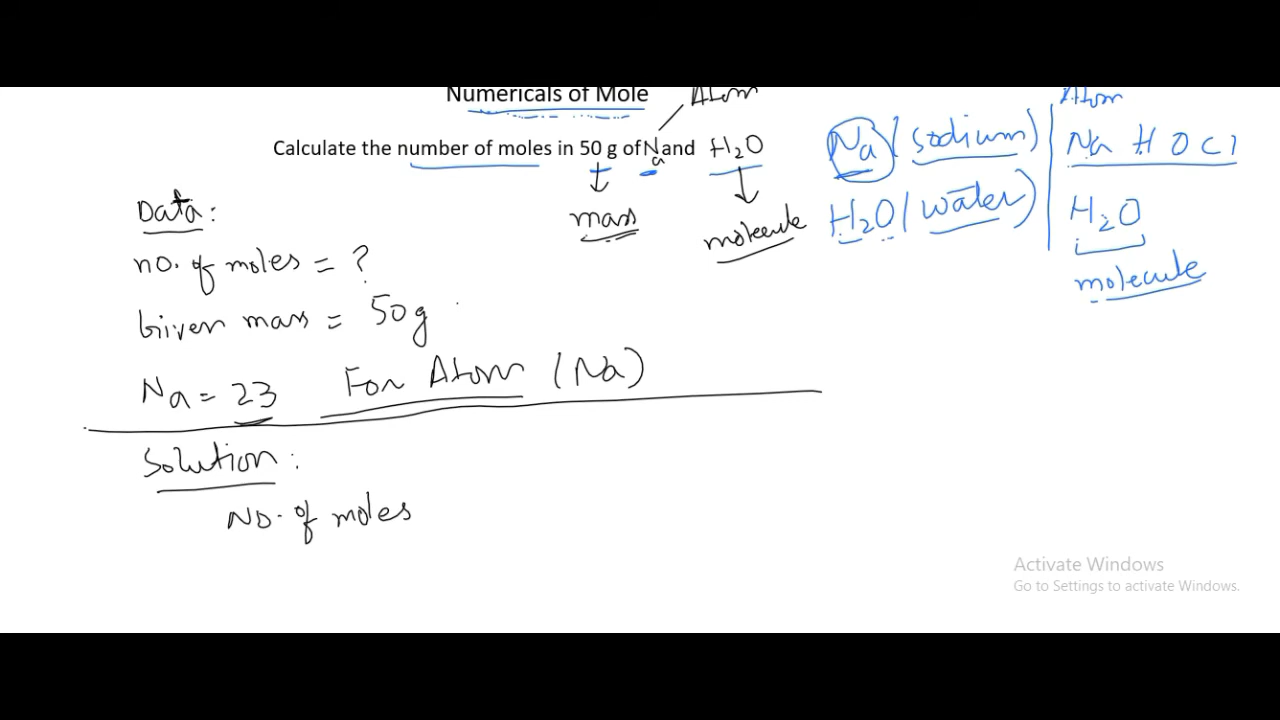 Numericals of Mole
Atom
Calculate the number of moles in 50 g of Na and H2O
mass
molecule
Na (sodium)
H2O (water)
Atom
Na H O Cl
H2O
molecule
Data:
no. of moles = ?
Given mass = 50g
Na = 23 For Atom (Na)
Solution:
No. of moles
Activate Windows
Go to Settings to activate Windows.